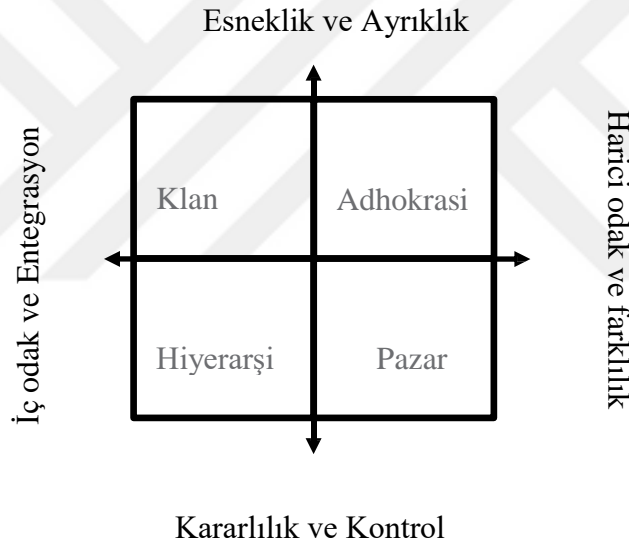 Esneklik ve Ayrıklık
İç odak ve Entegrasyon
Harici odak ve farklılık
Klan
Adhokrasi
Hiyerarşi
Pazar
Kararlılık ve Kontrol